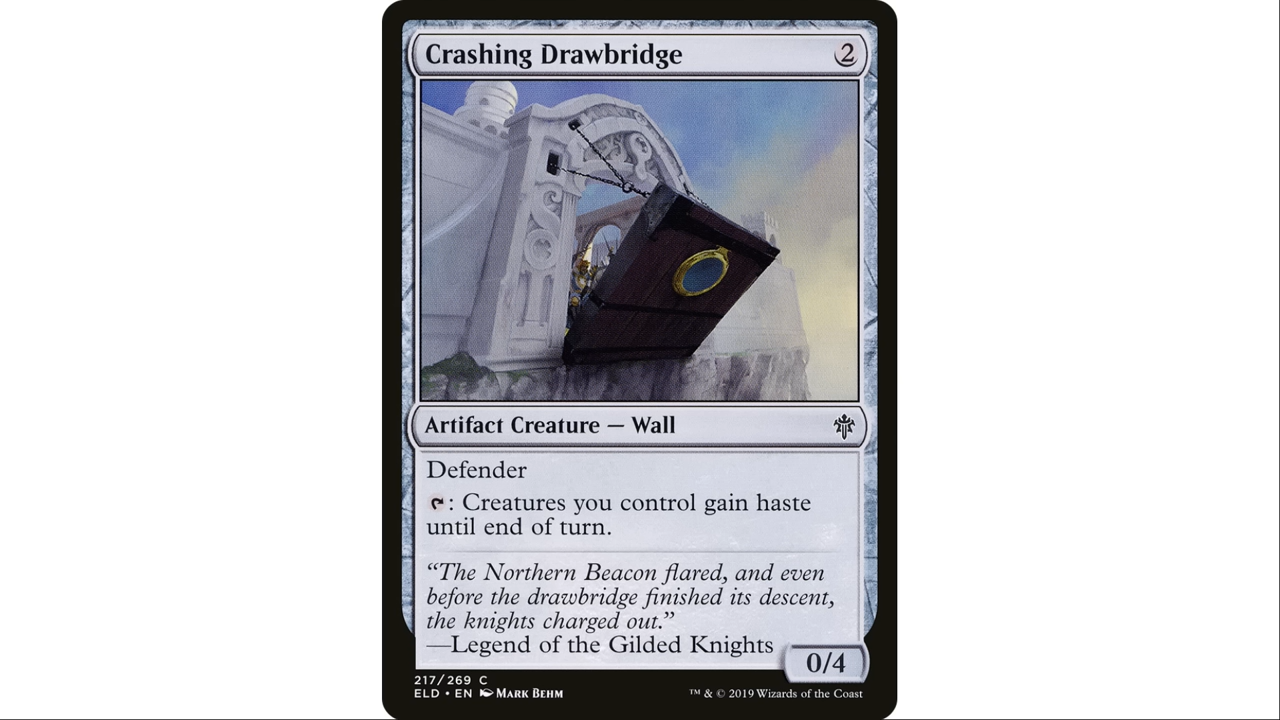 Crashing Drawbridge 2
Artifact Creature — Wall
Defender
: Creatures you control gain haste
until end of turn.
“The Northern Beacon flared, and even
before the drawbridge finished its descent,
the knights charged out.”
—Legend of the Gilded Knights
0/4
217/269 C
ELD • EN MARK BEHM
™ & © 2019 Wizards of the Coast